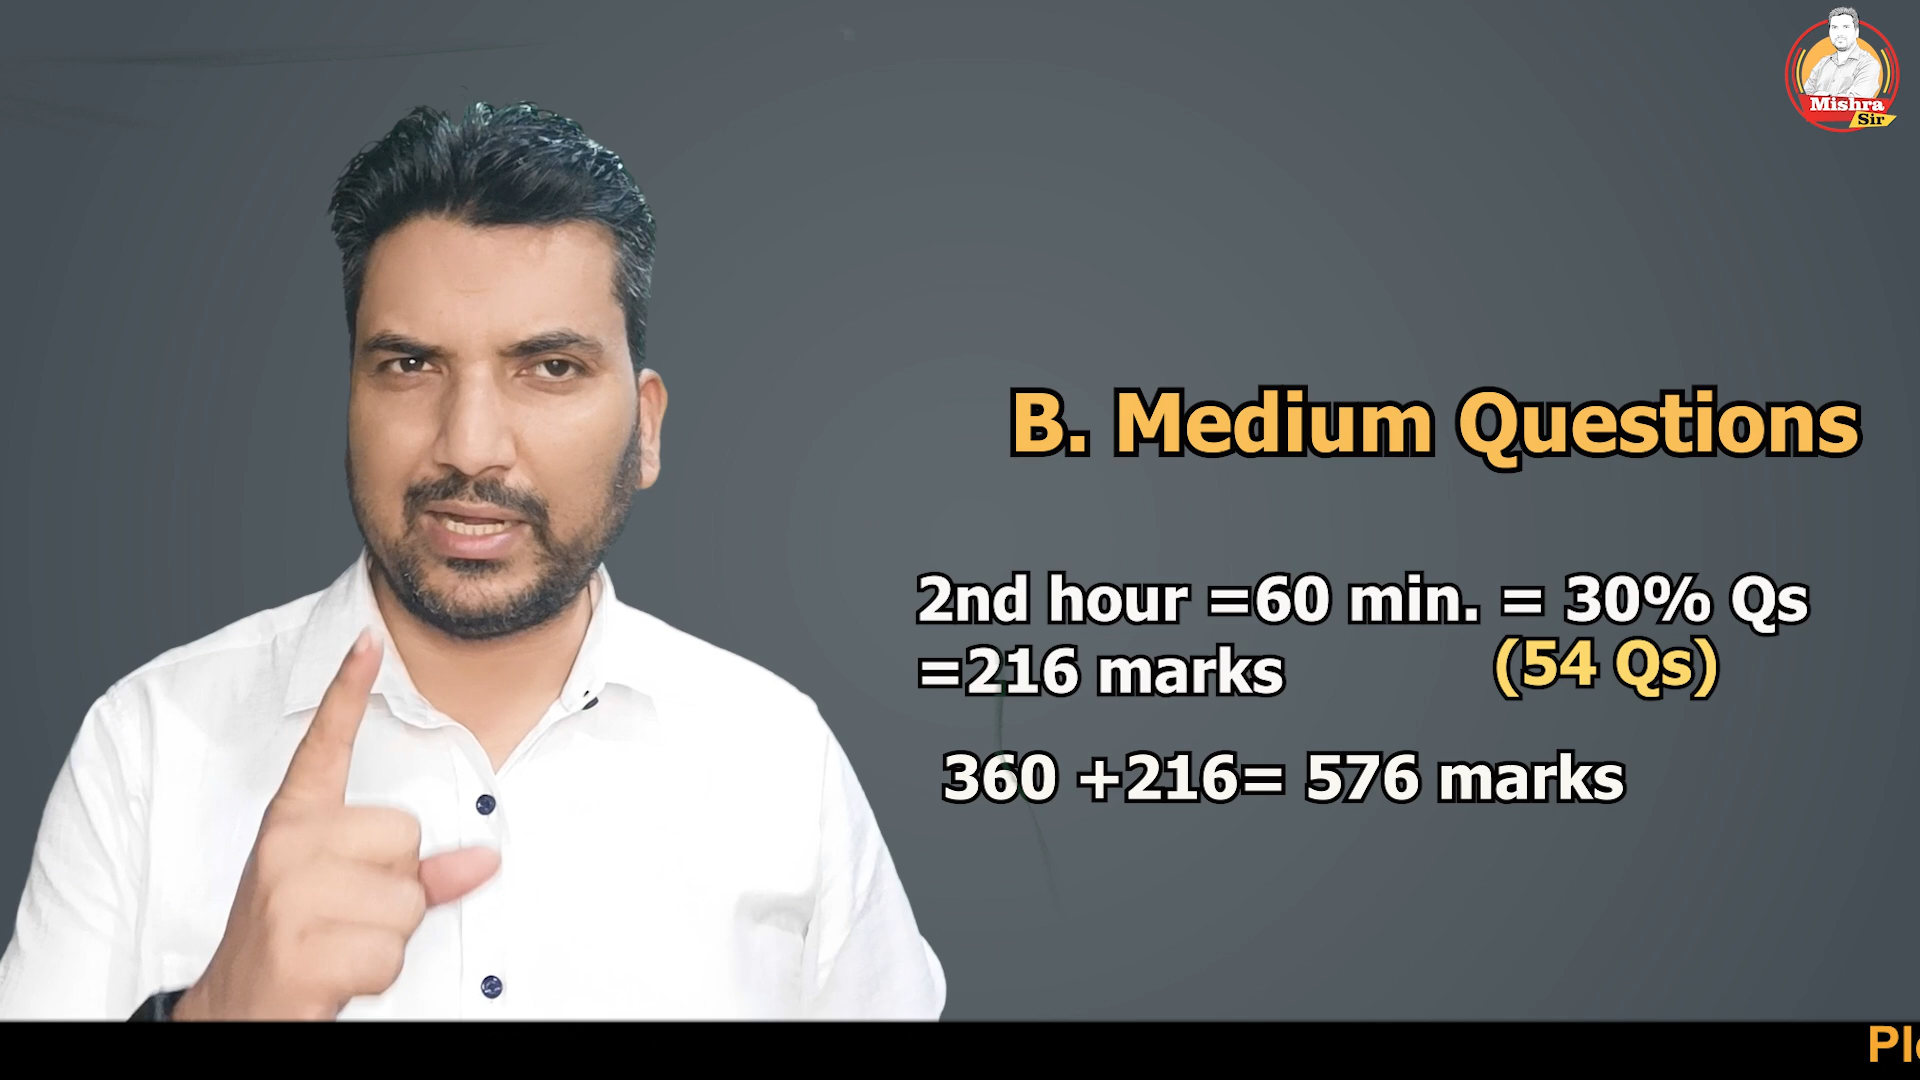 Mishra
Sir
B. Medium Questions
2nd hour =60 min. = 30% Qs
=216 marks (54 Qs)
360 +216= 576 marks